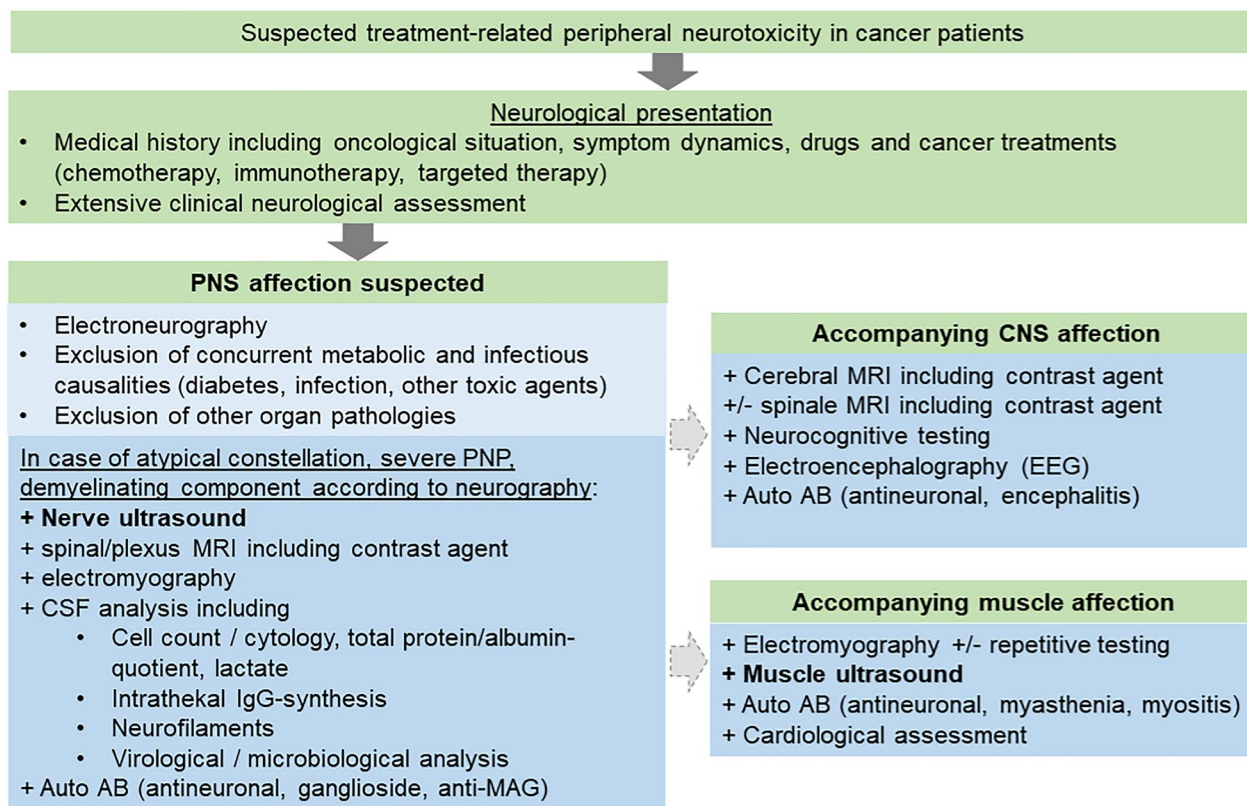 Suspected treatment-related peripheral neurotoxicity in cancer patients
Neurological presentation
• Medical history including oncological situation, symptom dynamics, drugs and cancer treatments
(chemotherapy, immunotherapy, targeted therapy)
• Extensive clinical neurological assessment
PNS affection suspected
• Electroneurography
• Exclusion of concurrent metabolic and infectious
causalities (diabetes, infection, other toxic agents)
• Exclusion of other organ pathologies
In case of atypical constellation, severe PNP,
demyelinating component according to neurography:
+ Nerve ultrasound
+ spinal/plexus MRI including contrast agent
+ electromyography
+ CSF analysis including
• Cell count / cytology, total protein/albumin-
quotient, lactate
• Intrathekal IgG-synthesis
• Neurofilaments
• Virological / microbiological analysis
+ Auto AB (antineuronal, ganglioside, anti-MAG)
Accompanying CNS affection
+ Cerebral MRI including contrast agent
+/- spinale MRI including contrast agent
+ Neurocognitive testing
+ Electroencephalography (EEG)
+ Auto AB (antineuronal, encephalitis)
Accompanying muscle affection
+ Electromyography +/- repetitive testing
+ Muscle ultrasound
+ Auto AB (antineuronal, myasthenia, myositis)
+ Cardiological assessment